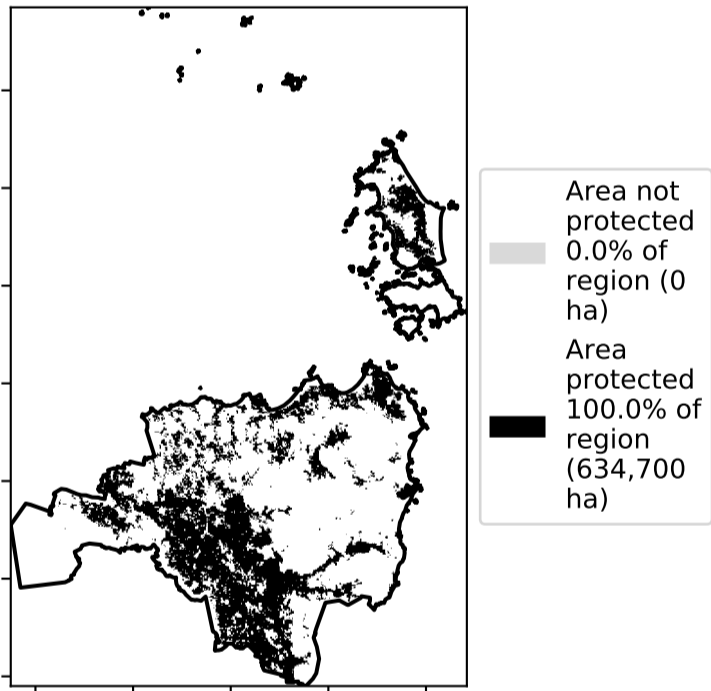 Area not
protected
0.0% of
region (0
ha)
Area
protected
100.0% of
region
(634,700
ha)